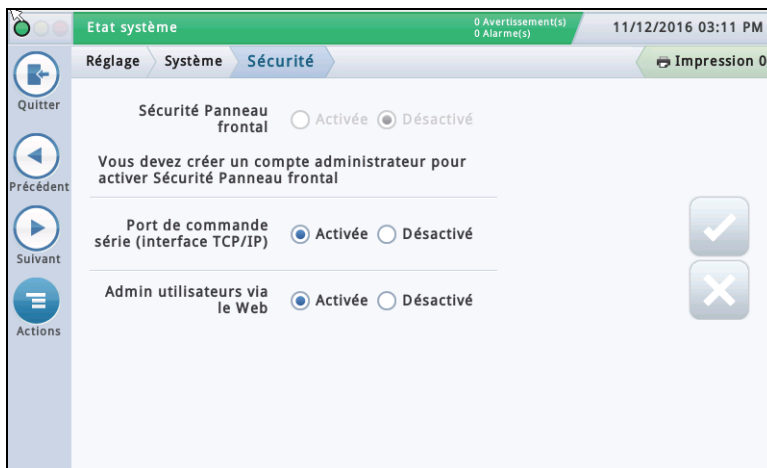 Etat système
0 Avertissement(s)
0 Alarme(s)
11/12/2016 03:11 PM
Réglage Système Sécurité
Impression 0
Quitter
Précédent
Suivant
Actions
Sécurité Panneau
frontal
Activée Désactivé
Vous devez créer un compte administrateur pour
activer Sécurité Panneau frontal
Port de commande
série (interface TCP/IP)
Activée Désactivé
Admin utilisateurs via
le Web
Activée Désactivé